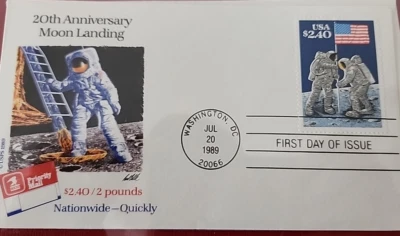 20th Anniversary
Moon Landing
USA
$2.40
WASHINGTON, DC
JUL
20
1989
20066
FIRST DAY OF ISSUE
Priority
Mail
$2.40/2 pounds
Nationwide—Quickly